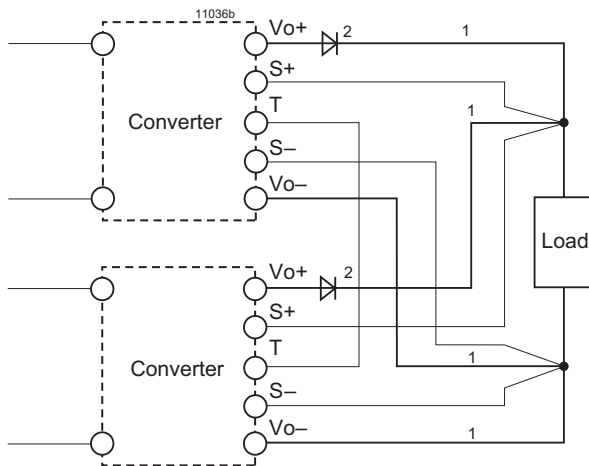 11036b
Vo+
2
1
S+
T
1
Converter
S–
Vo–
Load
Vo+
2
S+
T
Converter
1
S–
Vo–
1